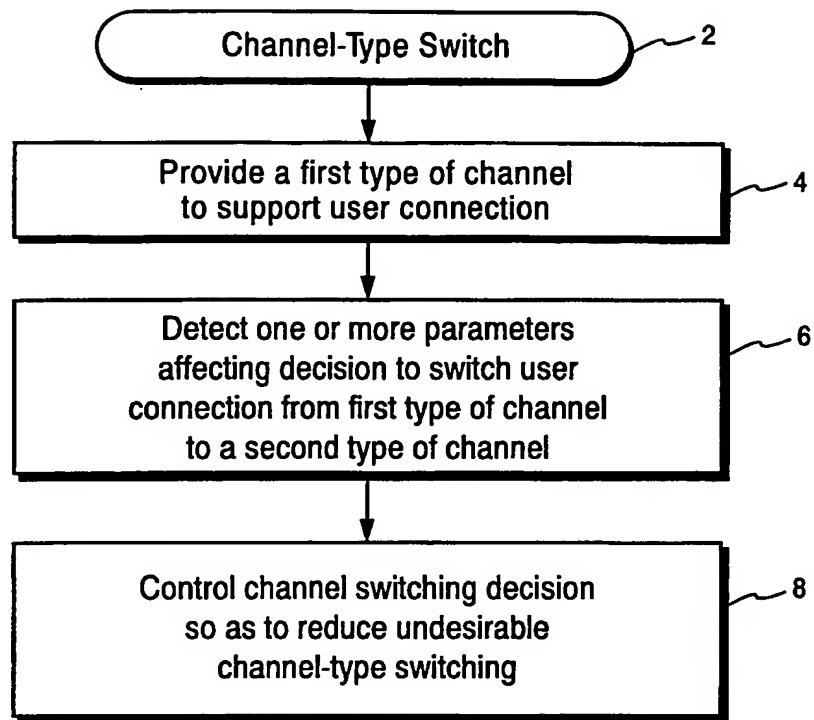 Channel-Type Switch
2
Provide a first type of channel
to support user connection
4
Detect one or more parameters
affecting decision to switch user
connection from first type of channel
to a second type of channel
6
Control channel switching decision
so as to reduce undesirable
channel-type switching
8